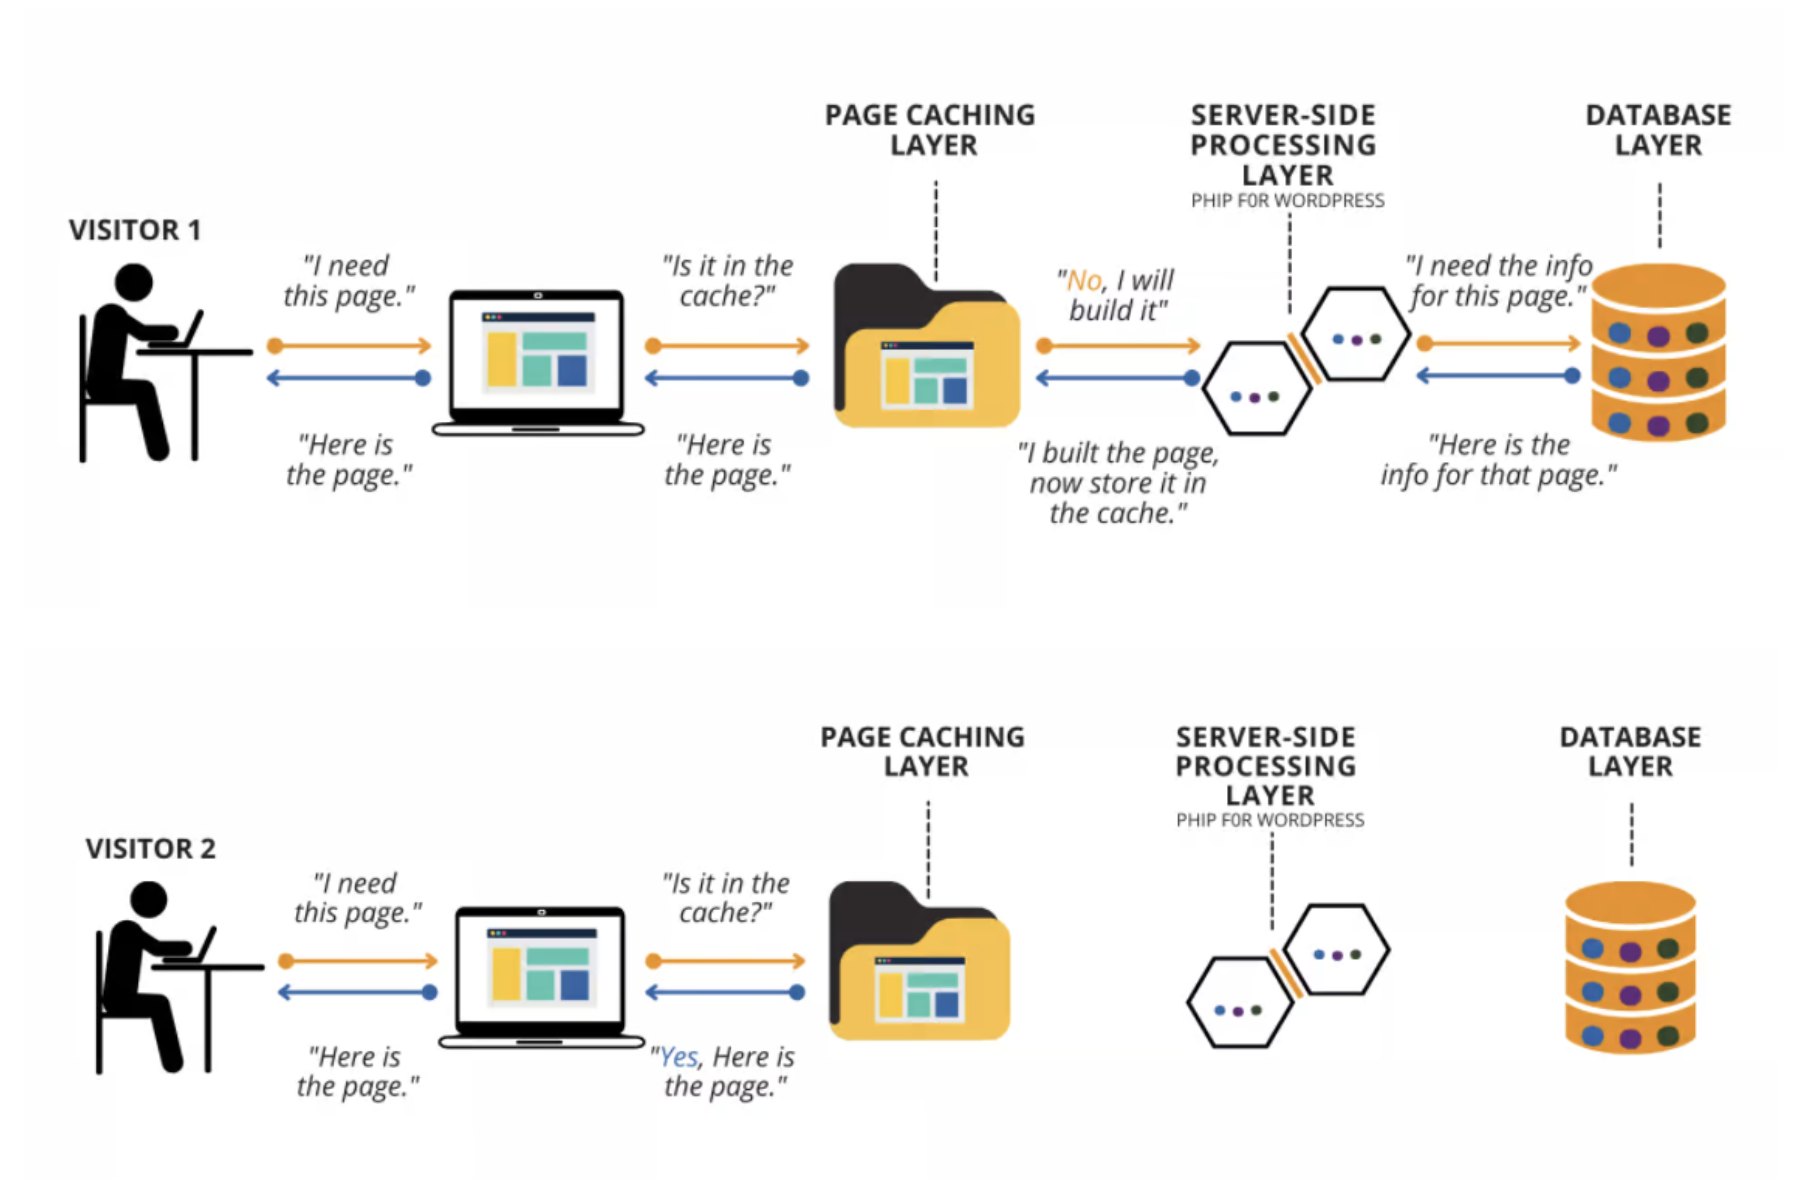 PAGE CACHING
LAYER
SERVER-SIDE
PROCESSING
LAYER
PHIP F0R WORDPRESS
DATABASE
LAYER
VISITOR 1
"I need
this page."
"Is it in the
cache?"
"No, I will
build it"
"I need the info
for this page."
"Here is
the page."
"Here is
the page."
"I built the page,
now store it in
the cache."
"Here is the
info for that page."
PAGE CACHING
LAYER
SERVER-SIDE
PROCESSING
LAYER
PHIP F0R WORDPRESS
DATABASE
LAYER
VISITOR 2
"I need
this page."
"Is it in the
cache?"
"Here is
the page."
"Yes, Here is
the page."